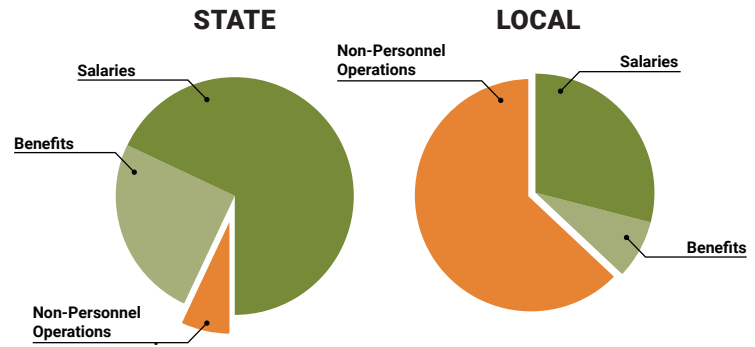 STATE
Salaries
Benefits
Non-Personnel
Operations
LOCAL
Non-Personnel
Operations
Salaries
Benefits